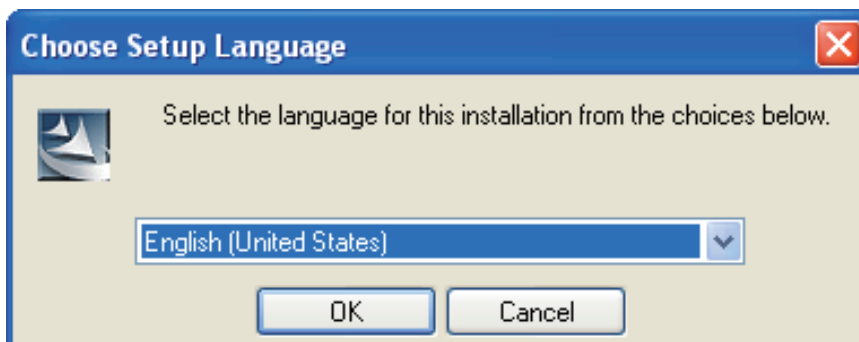 Choose Setup Language
Select the language for this installation from the choices below.
English (United States)
OK
Cancel